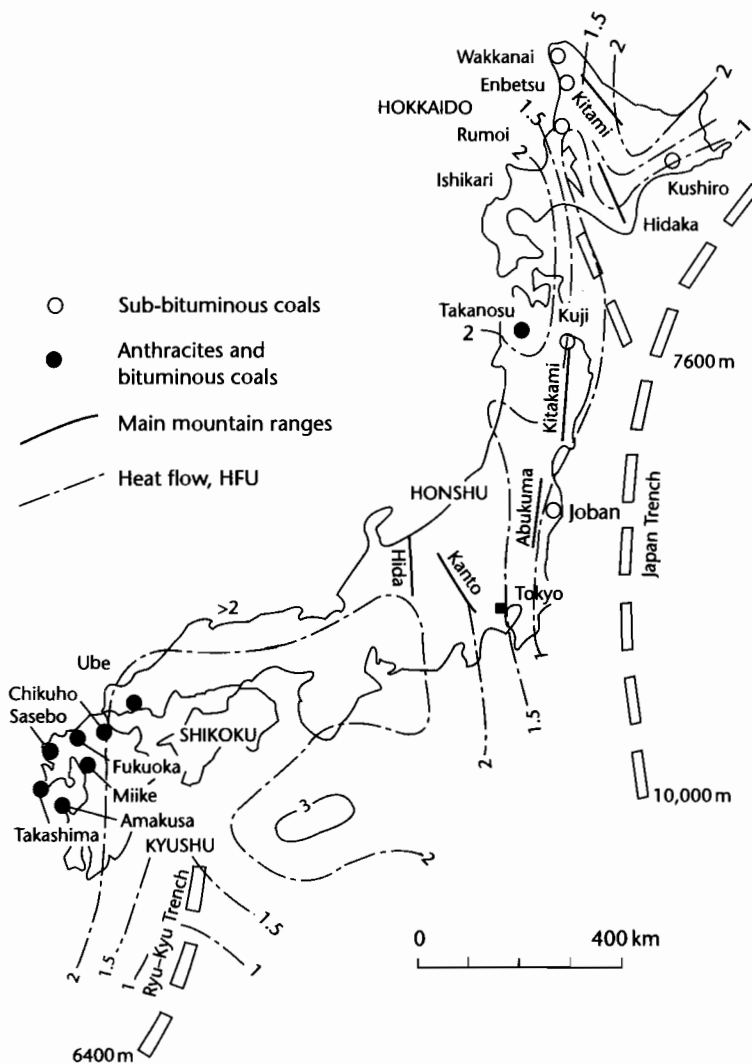 1.5
2
Wakkanai
2
Enbetsu
Kitami
HOKKAIDO
1.5
1
Rumoi
2
Ishikari
Kushiro
Hidaka
Sub-bituminous coals
Takanosu
Kuji
2
Anthracites and
bituminous coals
7600 m
Main mountain ranges
Kitakami
Heat flow, HFU
HONSHU
Abukuma
Joban
Japan Trench
Hida
Kanto
Tokyo
>2
1
Ube
1.5
Chikuho
Sasebo
SHIKOKU
2
Fukuoka
Miike
3
10,000 m
Takashima
Amakusa
KYUSHU
2
Ryu-Kyu Trench
1.5
0
400 km
2
1.5
1
1
6400 m